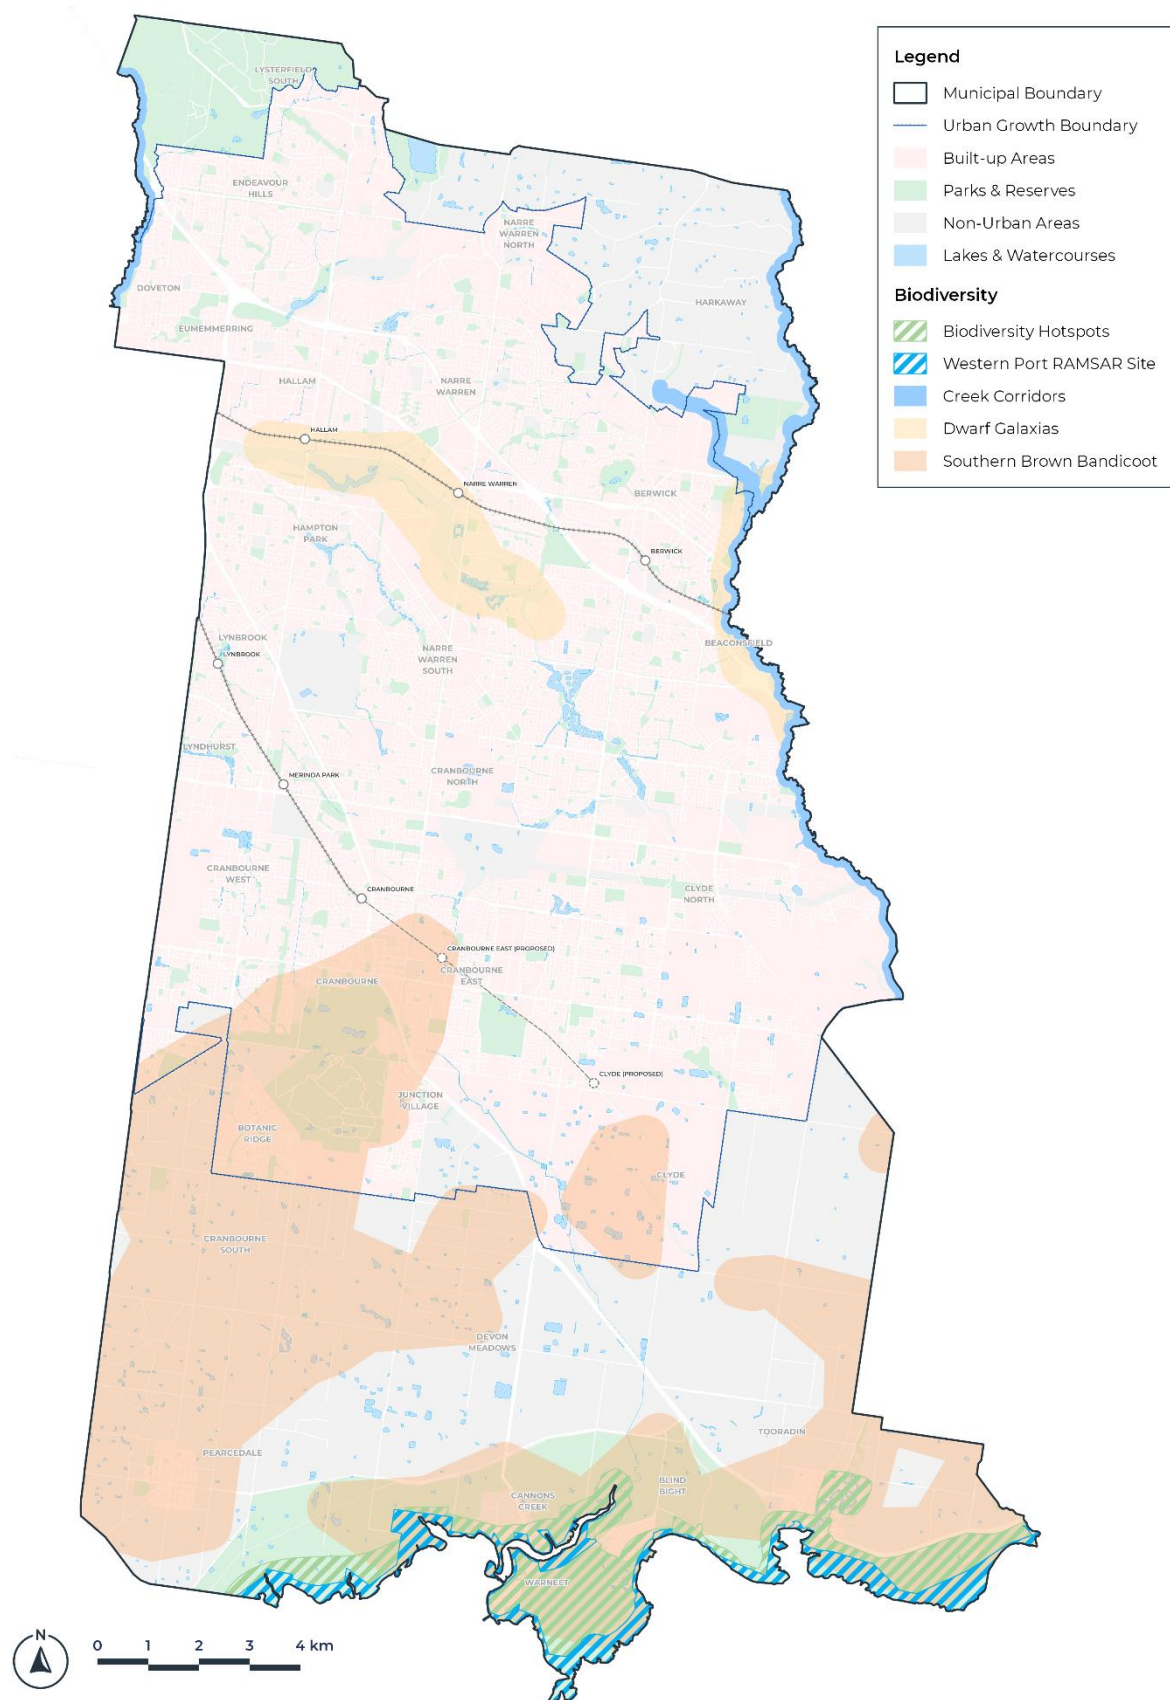 Legend
Municipal Boundary
Urban Growth Boundary
Built-up Areas
Parks & Reserves
Non-Urban Areas
Lakes & Watercourses
Biodiversity
Biodiversity Hotspots
Western Port RAMSAR Site
Creek Corridors
Dwarf Galaxias
Southern Brown Bandicoot
LYSTERFIELD
SOUTH
ENDEAVOUR
HILLS
NARRE
WARREN
NORTH
DOVETON
HARKAWAY
EUMEMMERRING
HALLAM
NARRE
WARREN
HALLAM
NARRE WARREN
BERWICK
HAMPTON
PARK
BERWICK
LYNBROOK
LYNBROOK
BEACONSFIELD
NARRE
WARREN
SOUTH
LYNDHURST
MERINDA PARK
CRANBOURNE
NORTH
CRANBOURNE
WEST
CRANBOURNE
CLYDE
NORTH
CRANBOURNE EAST (PROPOSED)
CRANBOURNE
EAST
CRANBOURNE
CLYDE (PROPOSED)
JUNCTION
VILLAGE
BOTANIC
RIDGE
CLYDE
CRANBOURNE
SOUTH
DEVON
MEADOWS
TOORADIN
PEARCEDALE
BLIND
BIGHT
CANNONS
CREEK
WARNEET
N
0 1 2 3 4 km